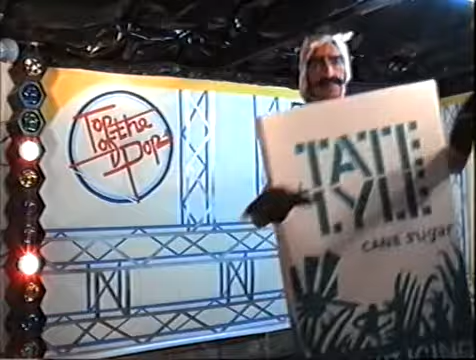 Top
of the
Pops
TATE
LYLE
CANE sugar